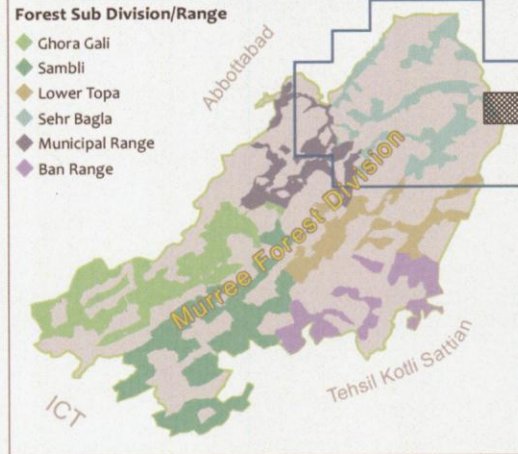 Forest Sub Division/Range
Ghora Gali
Sambli
Lower Topa
Sehr Bagla
Municipal Range
Ban Range
Abbottabad
Murree Forest Division
Tehsil Kotli Sattian
ICT